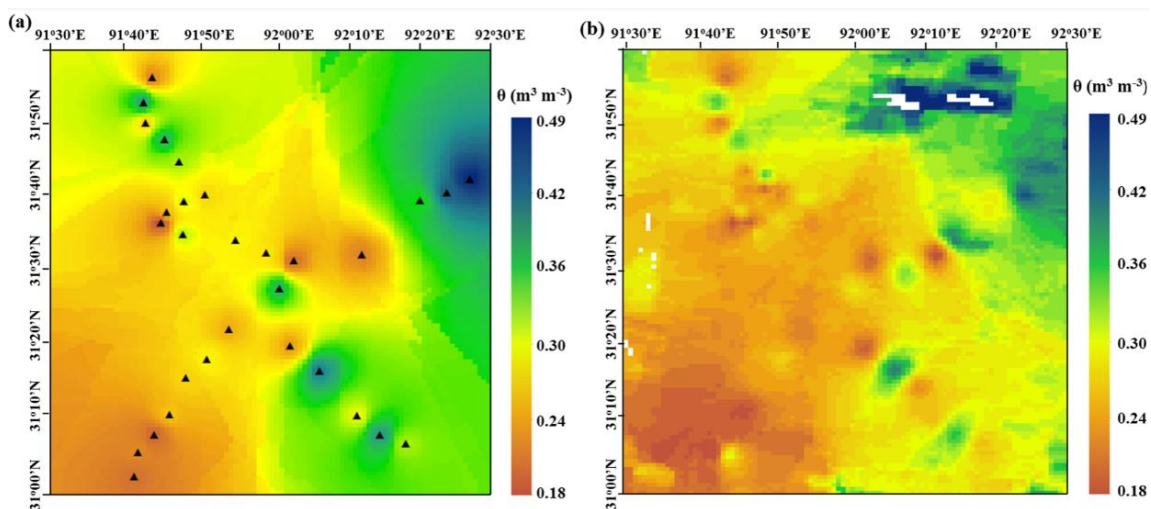 (a)
91°30’E 91°40’E 91°50’E 92°00’E 92°10’E 92°20’E 92°30’E
θ (m³ m⁻³)
31°50’N
31°40’N
31°30’N
31°20’N
31°10’N
31°00’N
0.49
0.42
0.36
0.30
0.24
0.18
(b)
91°30’E 91°40’E 91°50’E 92°00’E 92°10’E 92°20’E 92°30’E
θ (m³ m⁻³)
31°50’N
31°40’N
31°30’N
31°20’N
31°10’N
31°00’N
0.49
0.42
0.36
0.30
0.24
0.18